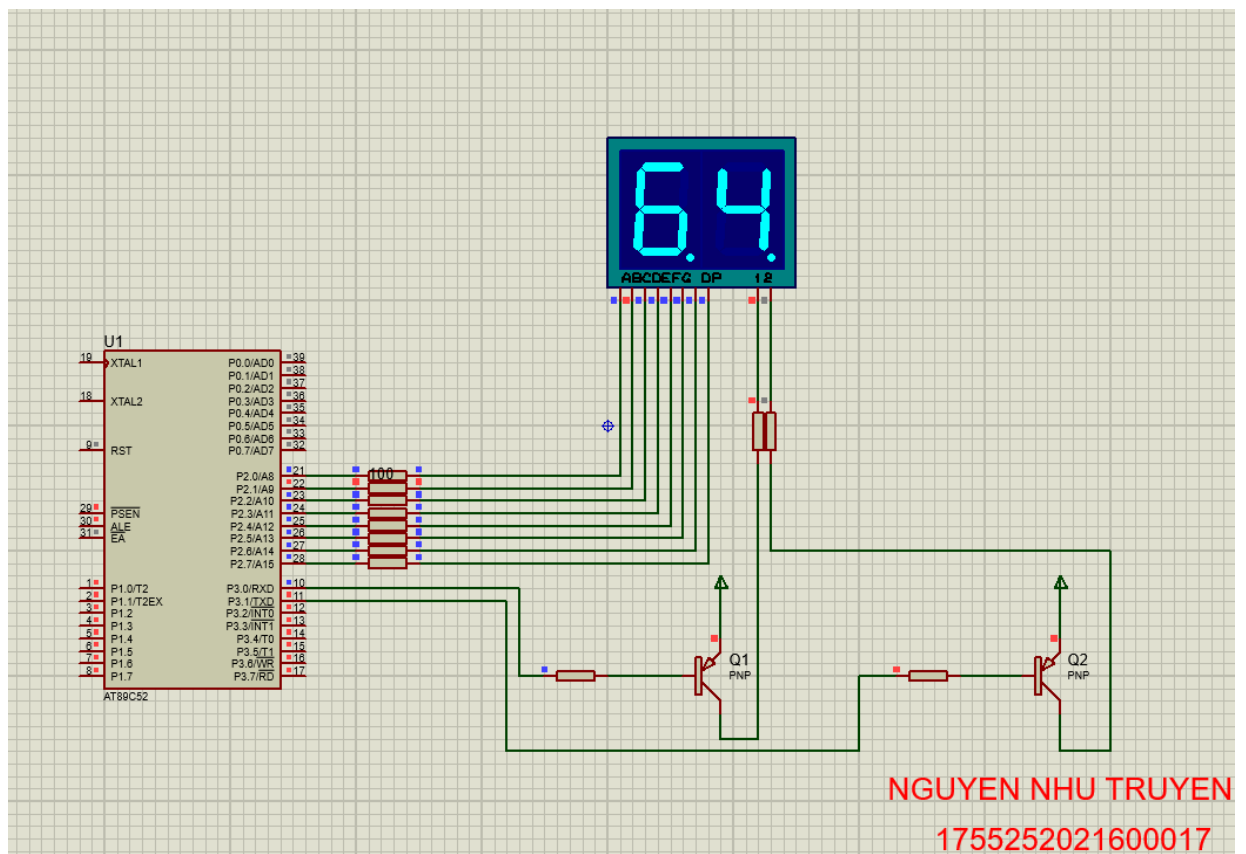 6.4.
ABCDEFG DP 12
U1
19 XTAL1
18 XTAL2
9 RST
29 PSEN
30 ALE
31 EA
1 P1.0/T2
2 P1.1/T2EX
3 P1.2
4 P1.3
5 P1.4
6 P1.5
7 P1.6
8 P1.7
P0.0/AD0 39
P0.1/AD1 38
P0.2/AD2 37
P0.3/AD3 36
P0.4/AD4 35
P0.5/AD5 34
P0.6/AD6 33
P0.7/AD7 32
P2.0/A8 21
P2.1/A9 22
P2.2/A10 23
P2.3/A11 24
P2.4/A12 25
P2.5/A13 26
P2.6/A14 27
P2.7/A15 28
P3.0/RXD 10
P3.1/TXD 11
P3.2/INT0 12
P3.3/INT1 13
P3.4/T0 14
P3.5/T1 15
P3.6/WR 16
P3.7/RD 17
AT89C52
100
Q1
PNP
Q2
PNP
NGUYEN NHU TRUYEN
1755252021600017